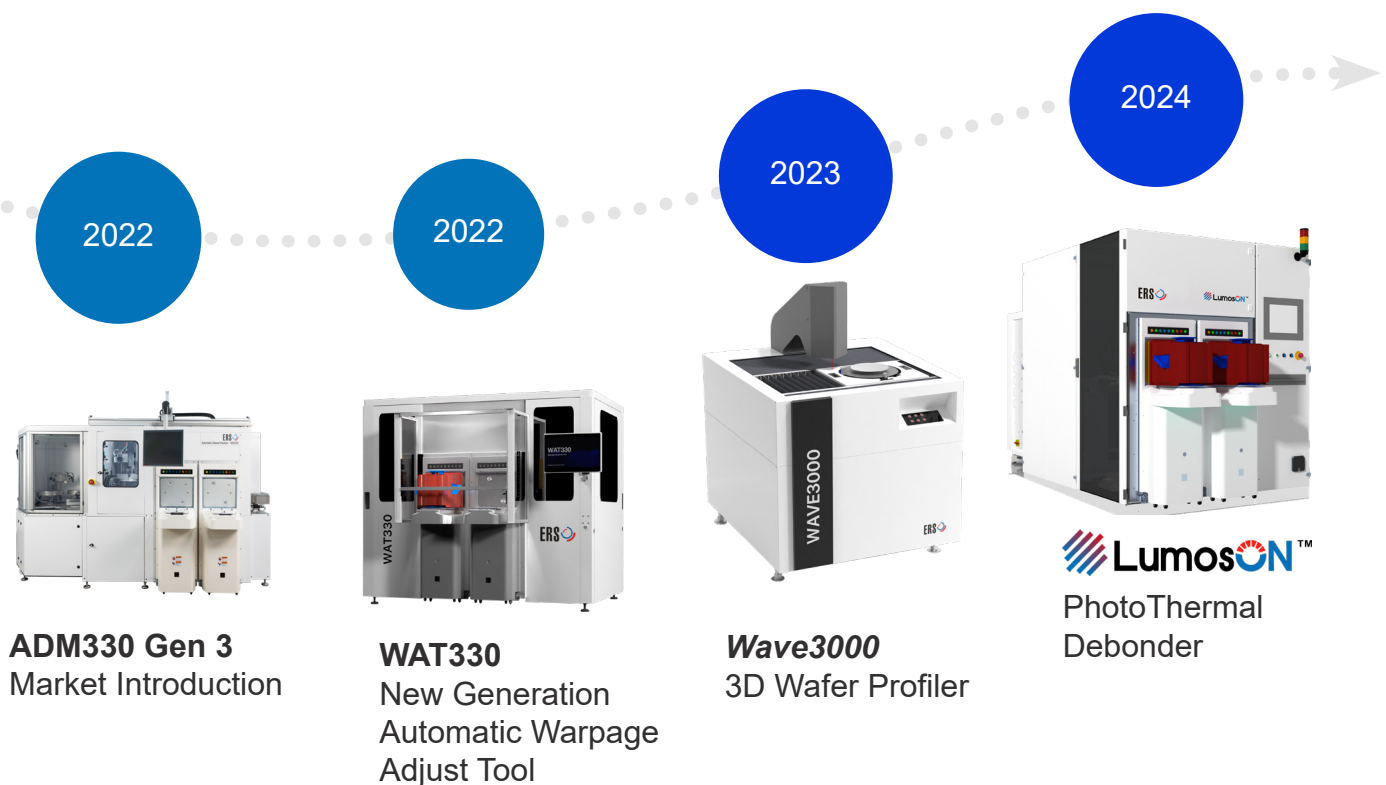 2022
2022
2023
2024
ERS
ADM330 Gen 3
Market Introduction
WAT330
WAT330
ERS
WAT330
New Generation
Automatic Warpage
Adjust Tool
WAVE3000
ERS
Wave3000
3D Wafer Profiler
ERS
LumosON™
LumosON™
PhotoThermal
Debonder